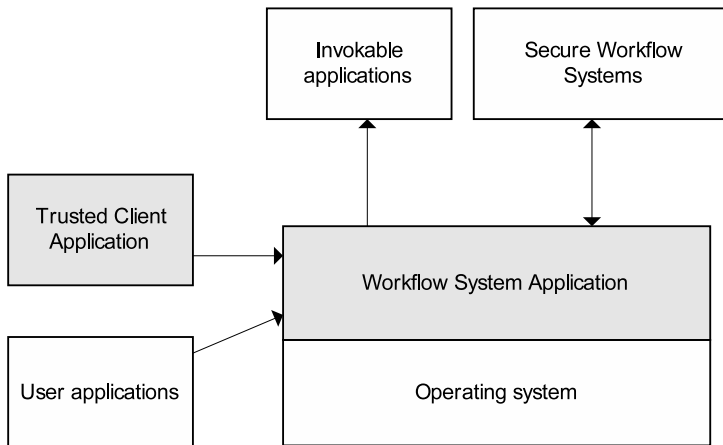 Invokable
applications
Secure Workflow
Systems
Trusted Client
Application
Workflow System Application
User applications
Operating system